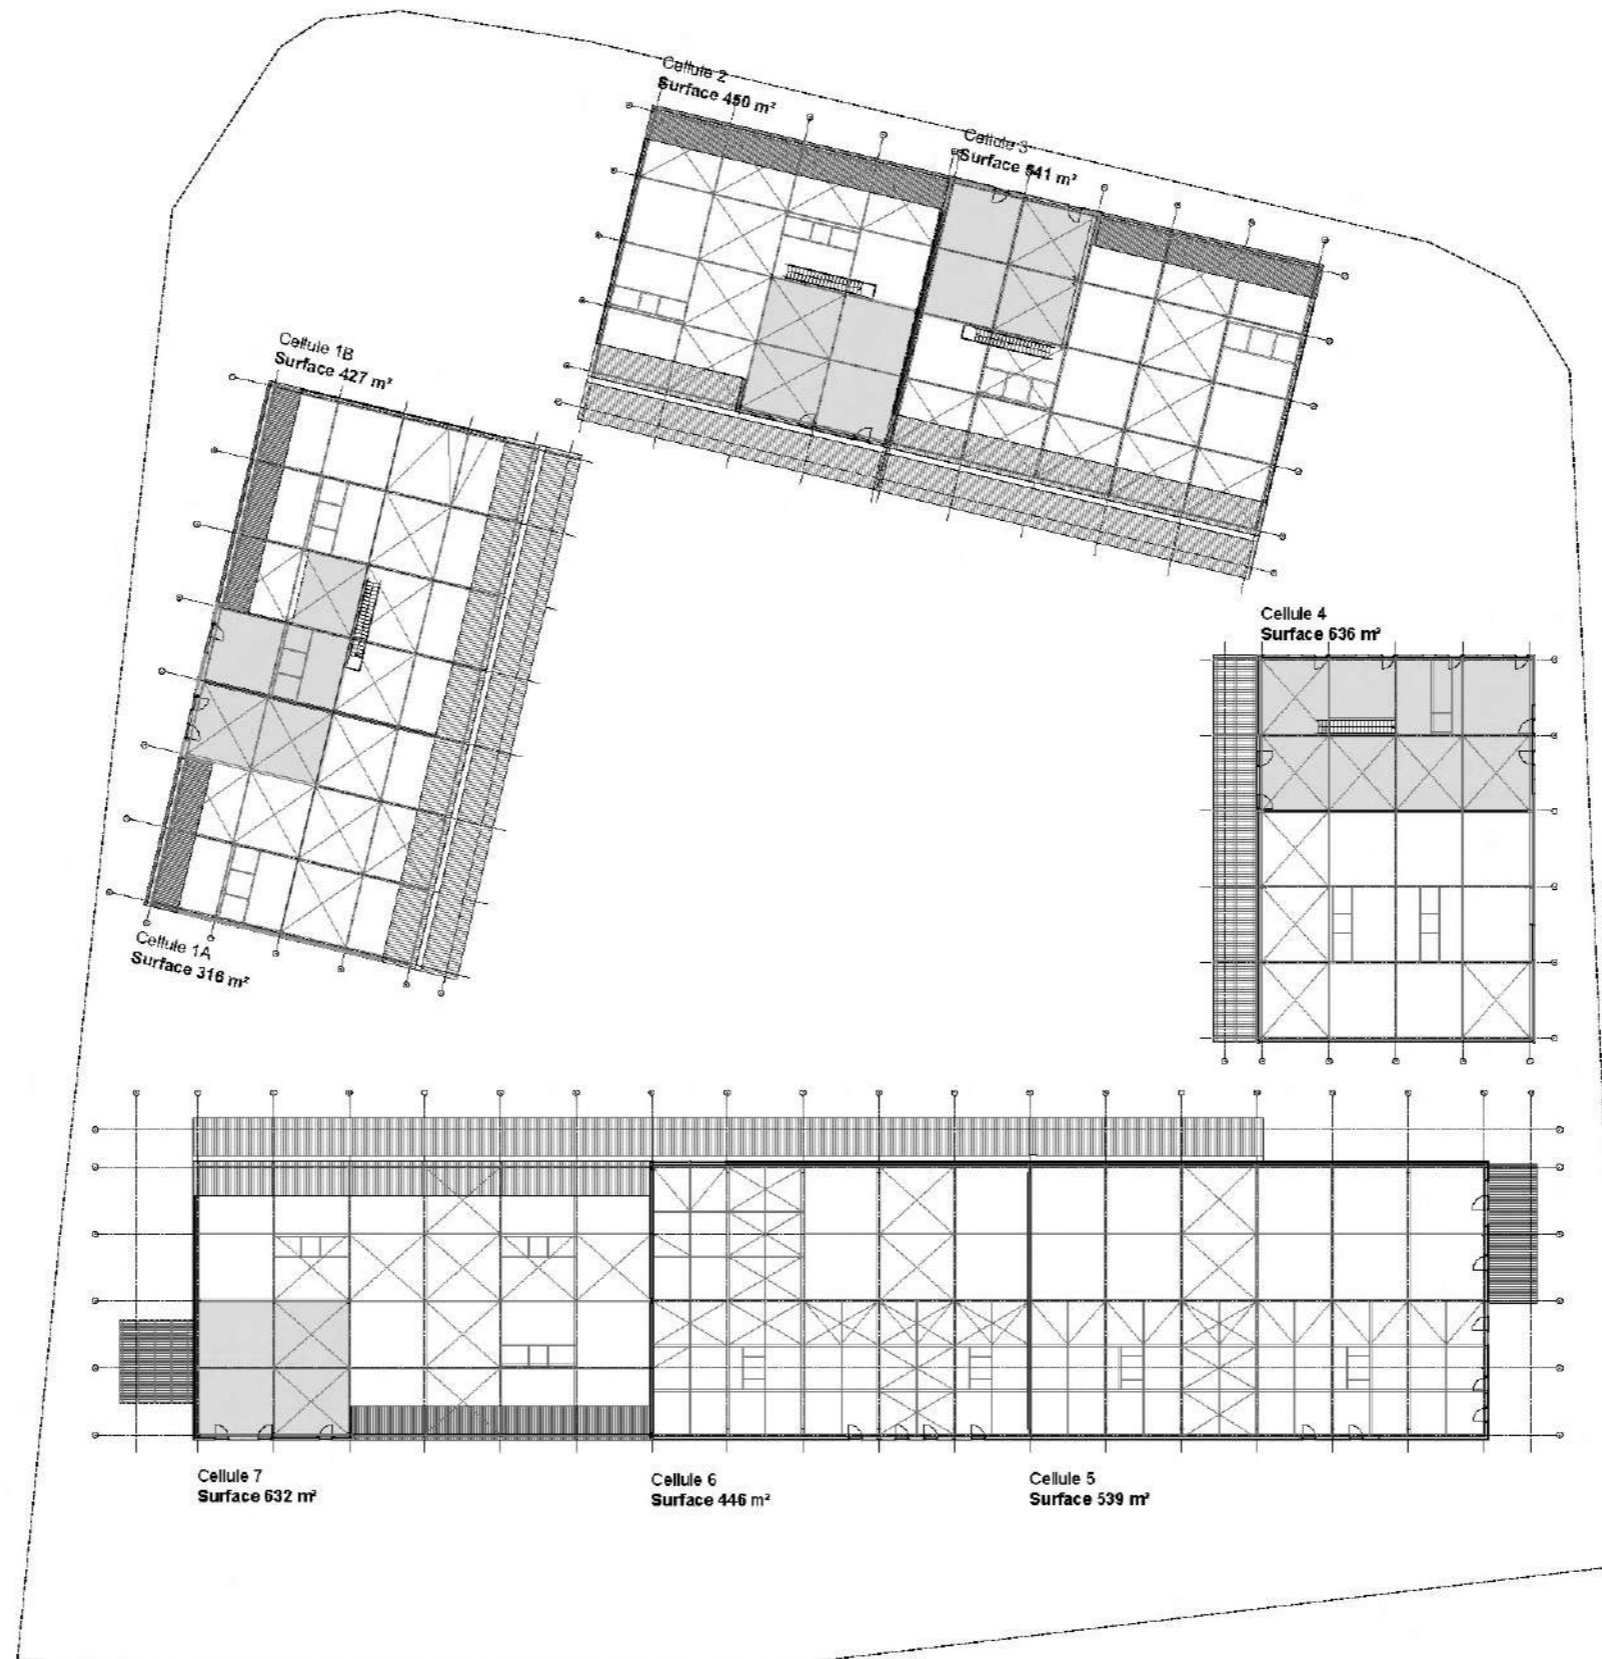 Cellule 2
Surface 450 m²
Cellule 3
Surface 541 m²
Cellule 1B
Surface 427 m²
Cellule 4
Surface 636 m²
Cellule 1A
Surface 316 m²
Cellule 7
Surface 632 m²
Cellule 6
Surface 446 m²
Cellule 5
Surface 539 m²